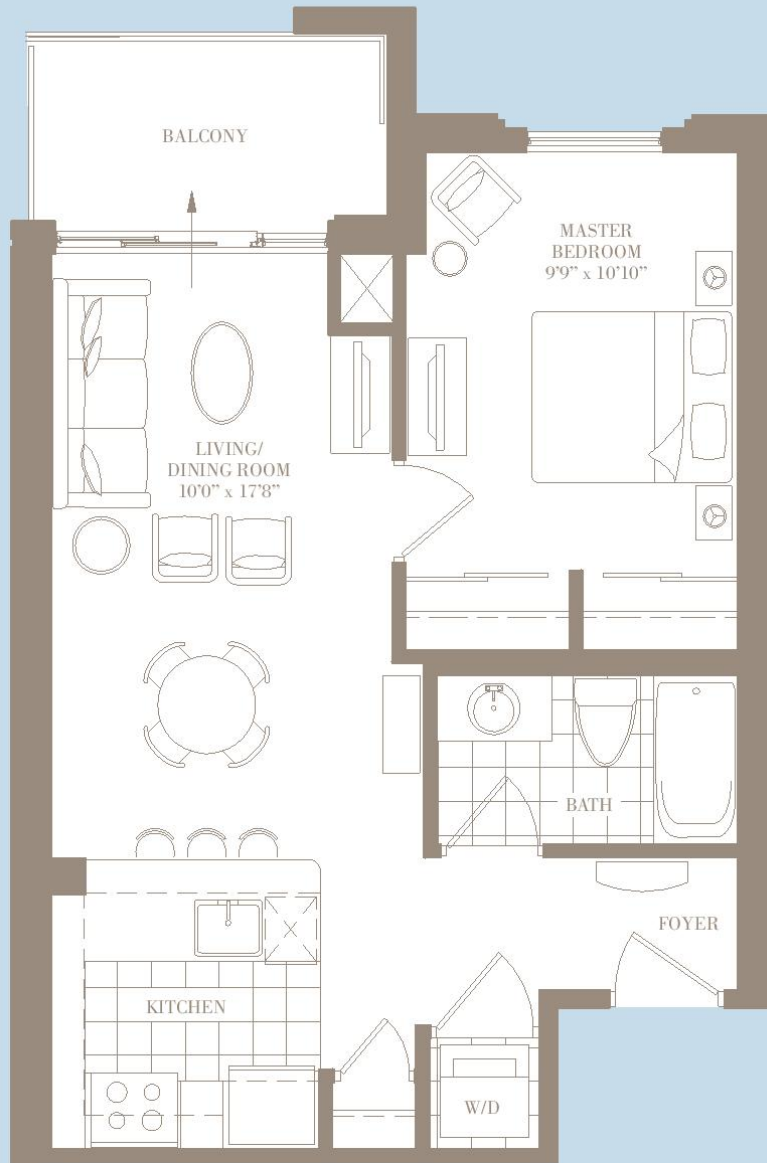 BALCONY
MASTER
BEDROOM
9'9" x 10'10"
LIVING/
DINING ROOM
10'0" x 17'8"
BATH
FOYER
KITCHEN
W/D